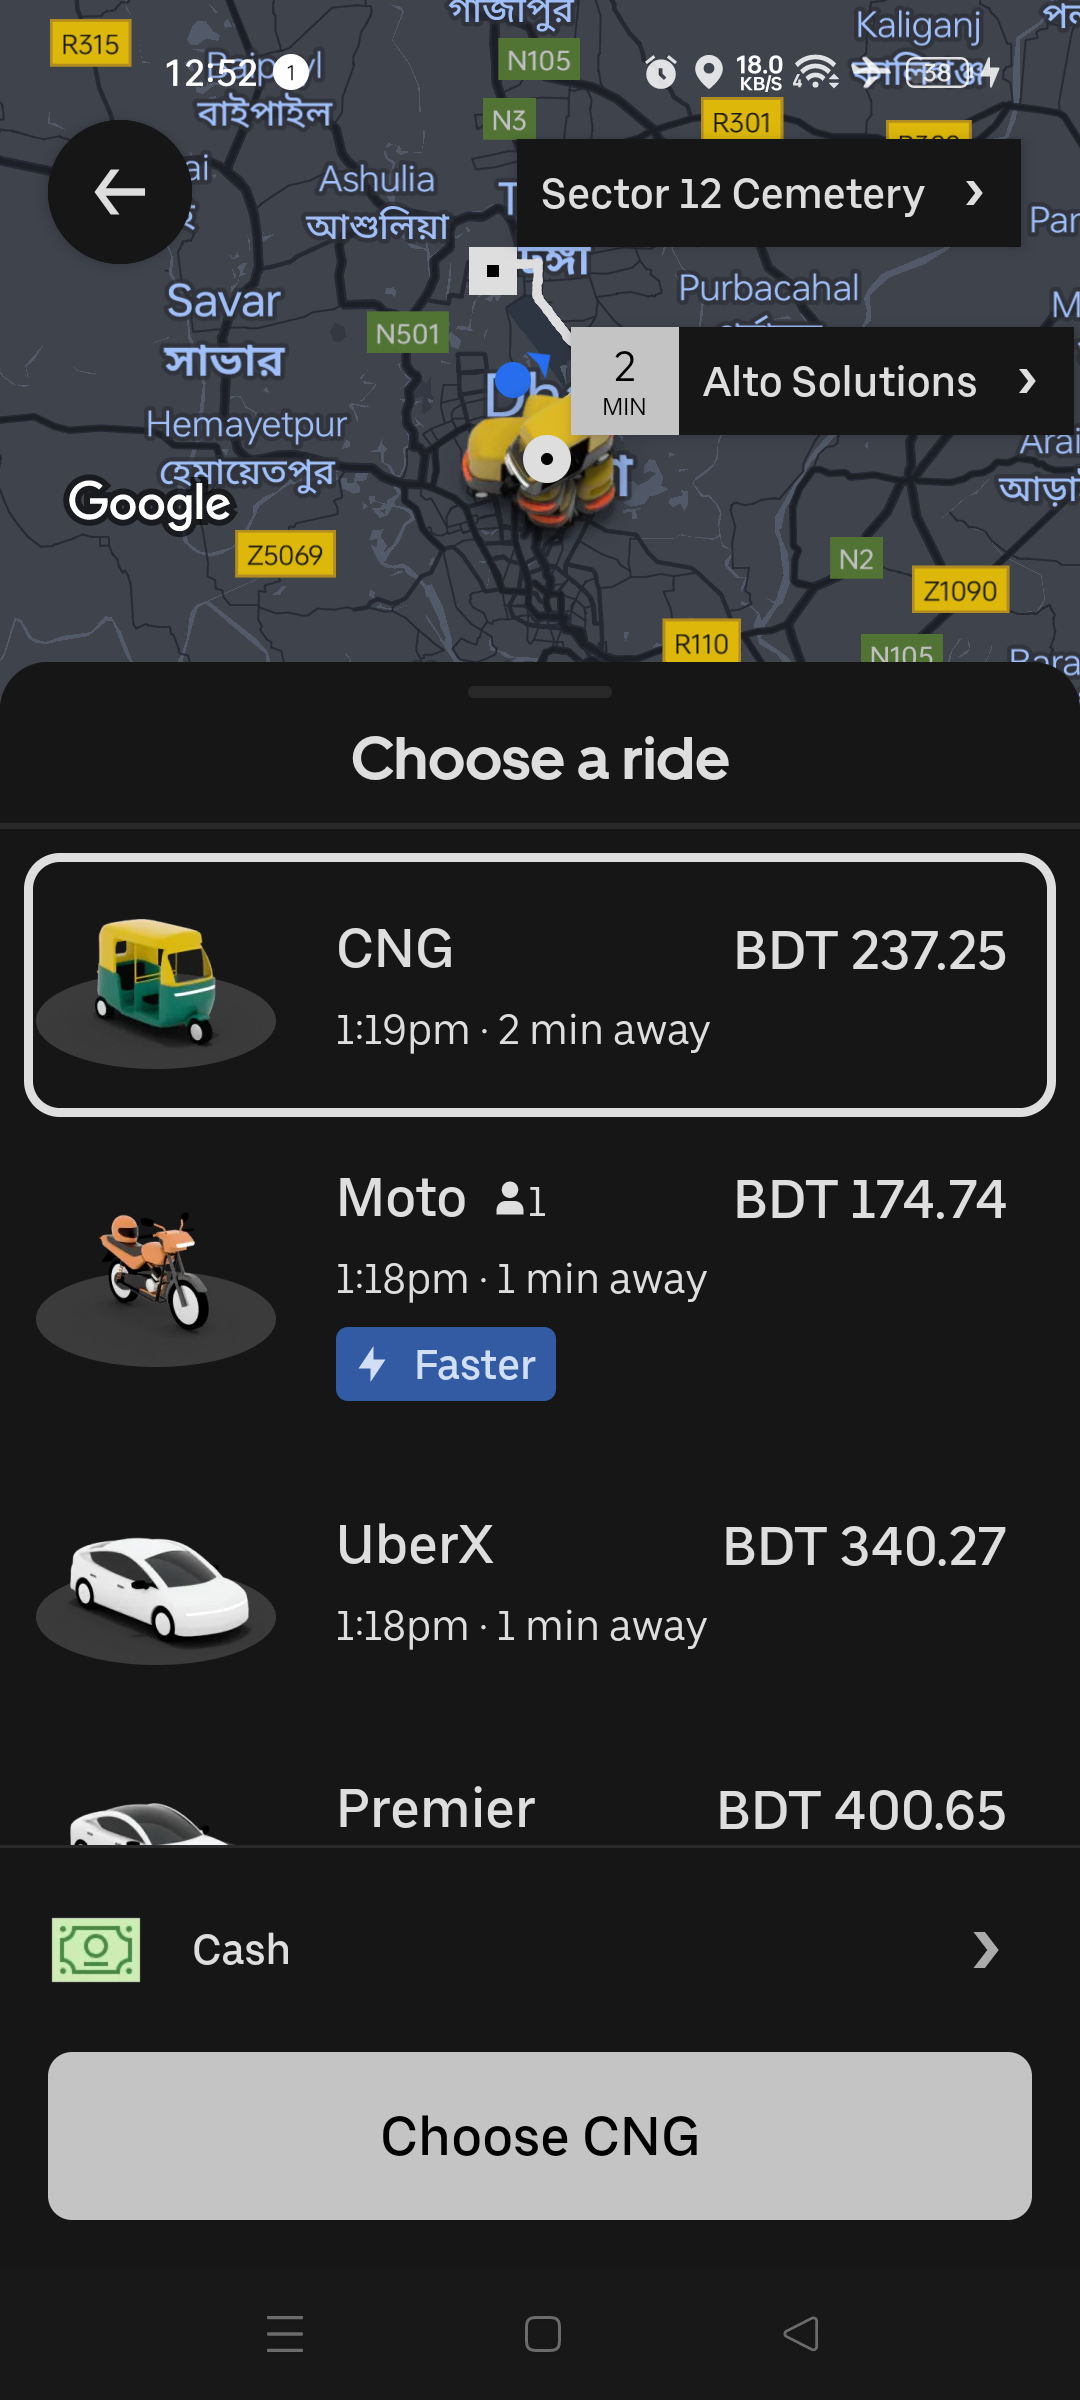 গাজীপুর
Kaliganj
R315
N105
12:52
1
18.0
KB/S
38
বাইপাইল
N3
R301
Ashulia
আশুলিয়া
Sector 12 Cemetery
Savar
সাভার
Purbacahal
N501
2
MIN
Alto Solutions
Hemayetpur
হেমায়েতপুর
Google
Z5069
N2
Z1090
R110
N105
Choose a ride
CNG
BDT 237.25
1:19pm · 2 min away
Moto 1
BDT 174.74
1:18pm · 1 min away
Faster
UberX
BDT 340.27
1:18pm · 1 min away
Premier
BDT 400.65
Cash
Choose CNG